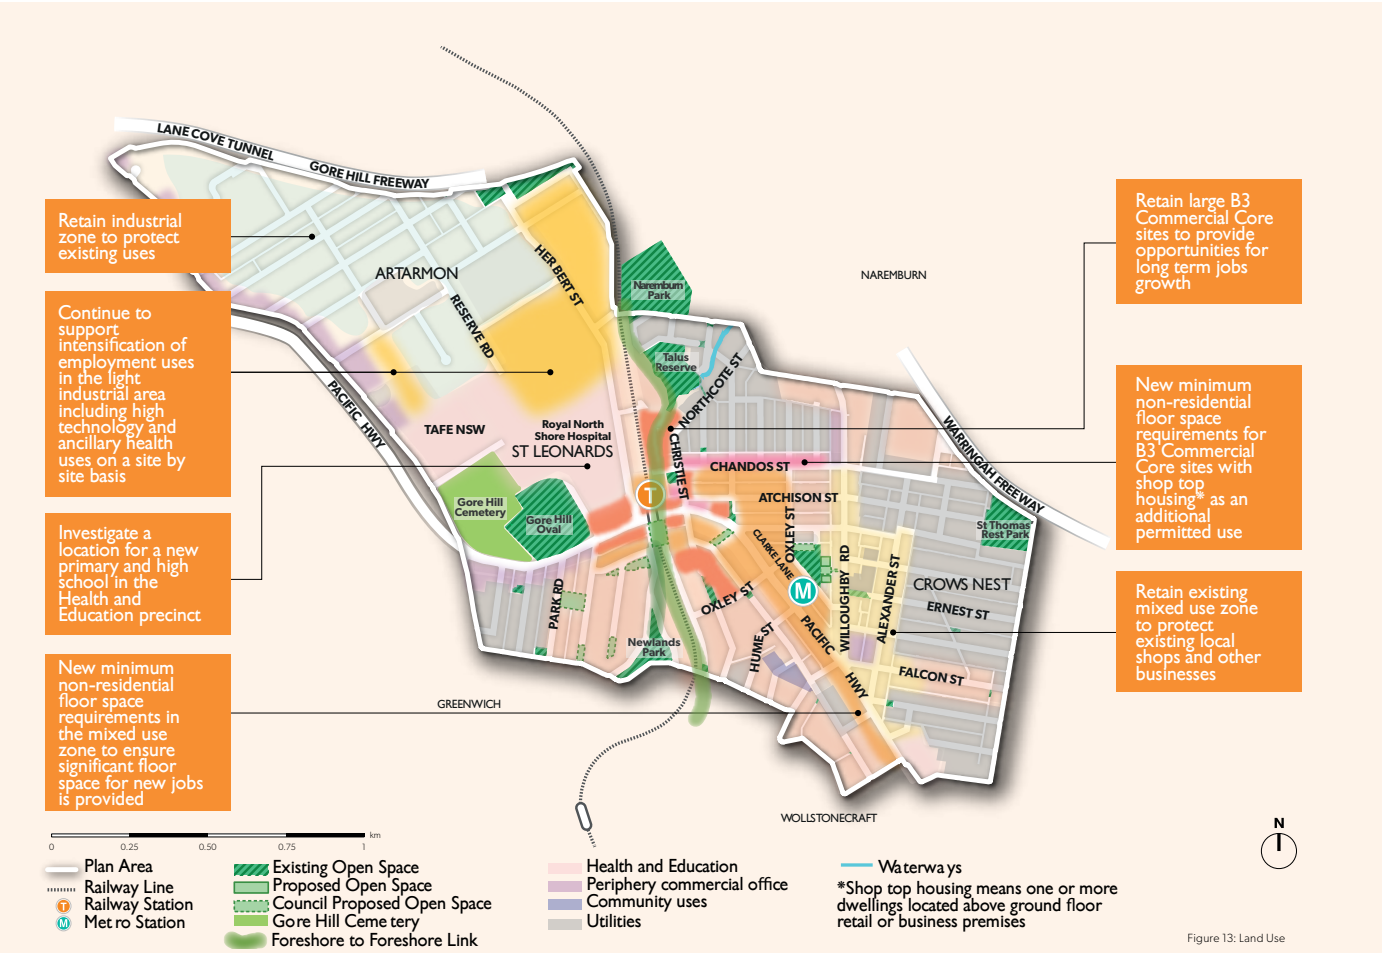 LANE COVE TUNNEL
GORE HILL FREEWAY
Retain industrial
zone to protect
existing uses
Continue to
support
intensification of
employment uses
in the light
industrial area
including high
technology and
ancillary health
uses on a site by
site basis
Investigate a
location for a new
primary and high
school in the
Health and
Education precinct
New minimum
non-residential
floor space
requirements in
the mixed use
zone to ensure
significant floor
space for new jobs
is provided
Retain large B3
Commercial Core
sites to provide
opportunities for
long term jobs
growth
New minimum
non-residential
floor space
requirements for
B3 Commercial
Core sites with
shop top
housing* as an
additional
permitted use
Retain existing
mixed use zone
to protect
existing local
shops and other
businesses
ARTARMON
HERBERT ST
RESERVE RD
PACIFIC HWY
NAREMBURN
Naremburn
Park
Talus
Reserve
NORTHCOTE ST
WARRINGAH FREEWAY
TAFE NSW
Royal North
Shore Hospital
ST LEONARDS
CHRISTIE ST
CHANDOS ST
ATCHISON ST
Gore Hill
Cemetery
Gore Hill
Oval
T
OXLEY ST
CLARKE LANE
St Thomas'
Rest Park
M
WILLOUGHBY RD
ALEXANDER ST
CROWS NEST
ERNEST ST
PARK RD
OXLEY ST
HUME ST
PACIFIC
HWY
FALCON ST
Newlands
Park
GREENWICH
WOLLSTONECRAFT
km
0 0.25 0.50 0.75 1
Plan Area
Railway Line
T Railway Station
M Metro Station
Existing Open Space
Proposed Open Space
Council Proposed Open Space
Gore Hill Cemetery
Foreshore to Foreshore Link
Health and Education
Periphery commercial office
Community uses
Utilities
Waterways
*Shop top housing means one or more
dwellings located above ground floor
retail or business premises
N
Figure 13: Land Use